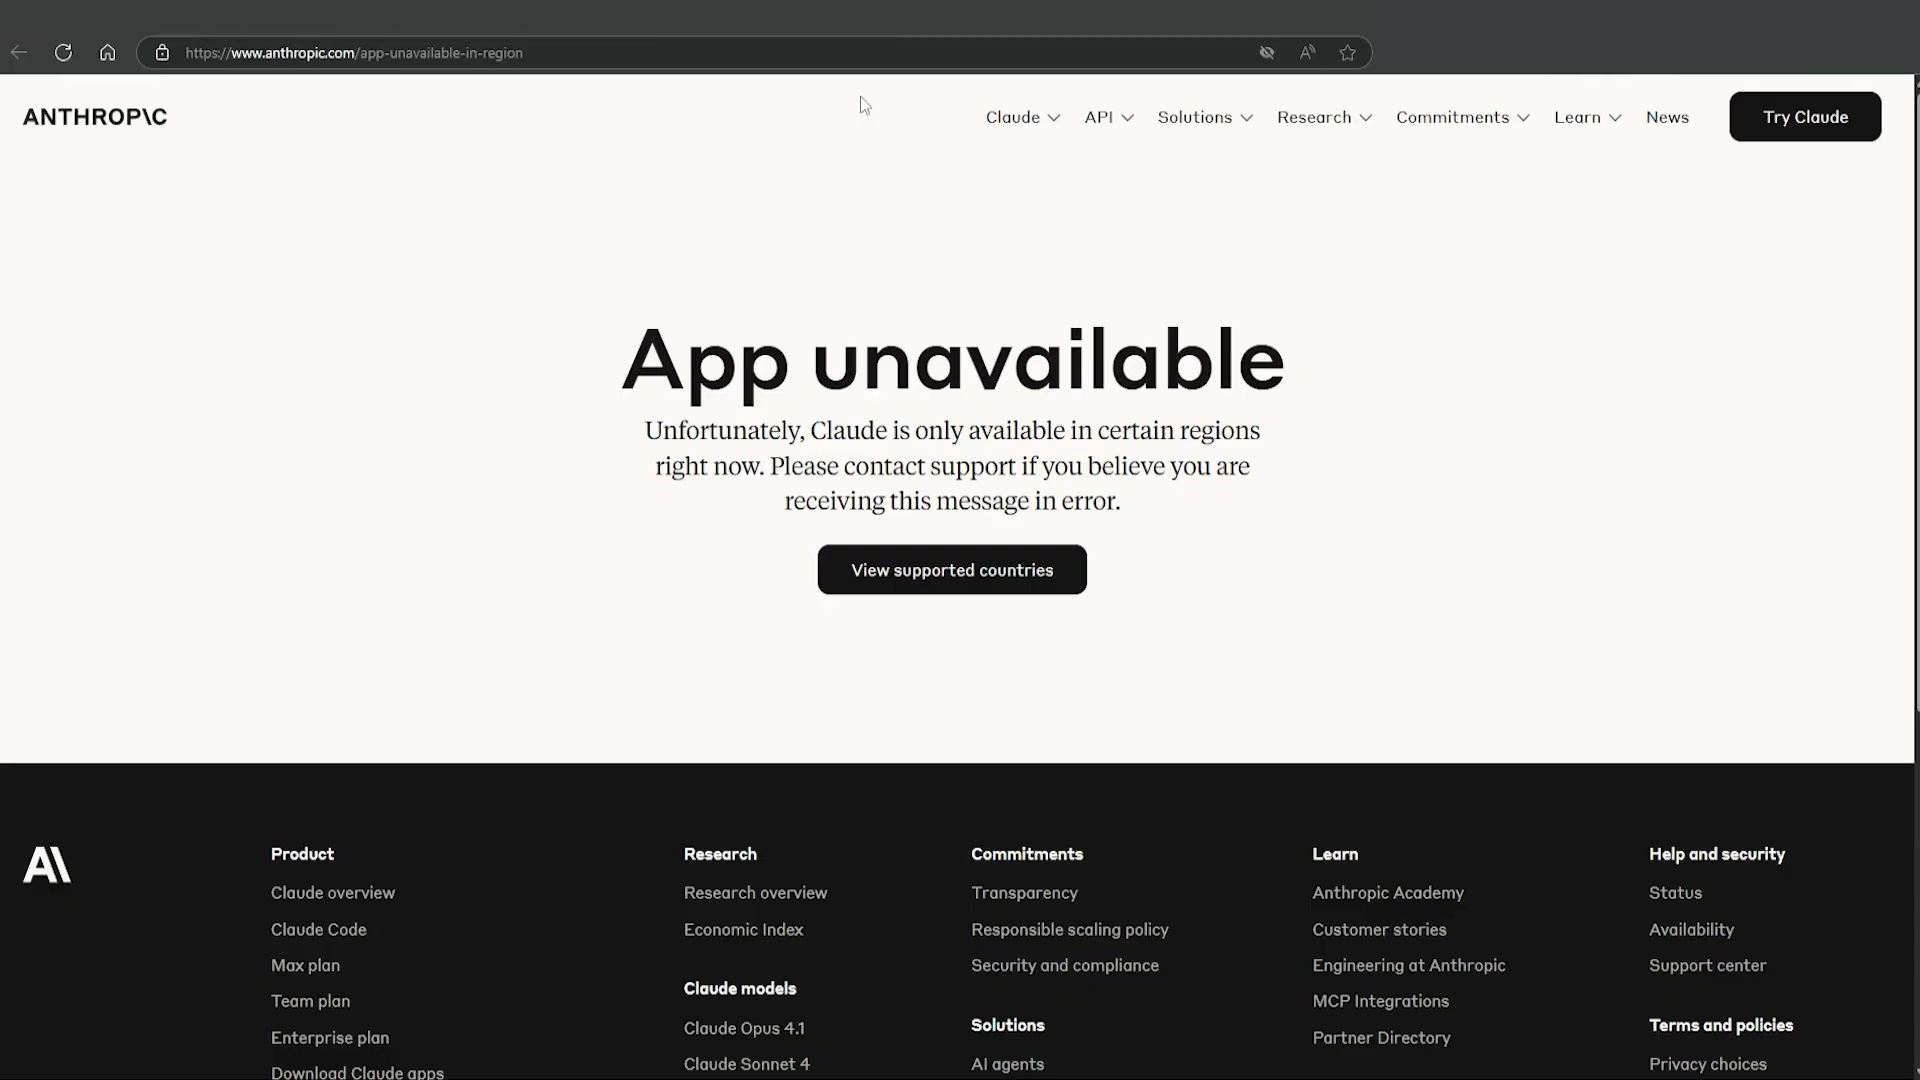 https://www.anthropic.com/app-unavailable-in-region
ANTHROP\C
Claude
API
Solutions
Research
Commitments
Learn
News
Try Claude
App unavailable
Unfortunately, Claude is only available in certain regions
right now. Please contact support if you believe you are
receiving this message in error.
View supported countries
A\
Product
Claude overview
Claude Code
Max plan
Team plan
Enterprise plan
Download Claude apps
Research
Research overview
Economic Index
Claude models
Claude Opus 4.1
Claude Sonnet 4
Commitments
Transparency
Responsible scaling policy
Security and compliance
Solutions
AI agents
Learn
Anthropic Academy
Customer stories
Engineering at Anthropic
MCP Integrations
Partner Directory
Help and security
Status
Availability
Support center
Terms and policies
Privacy choices